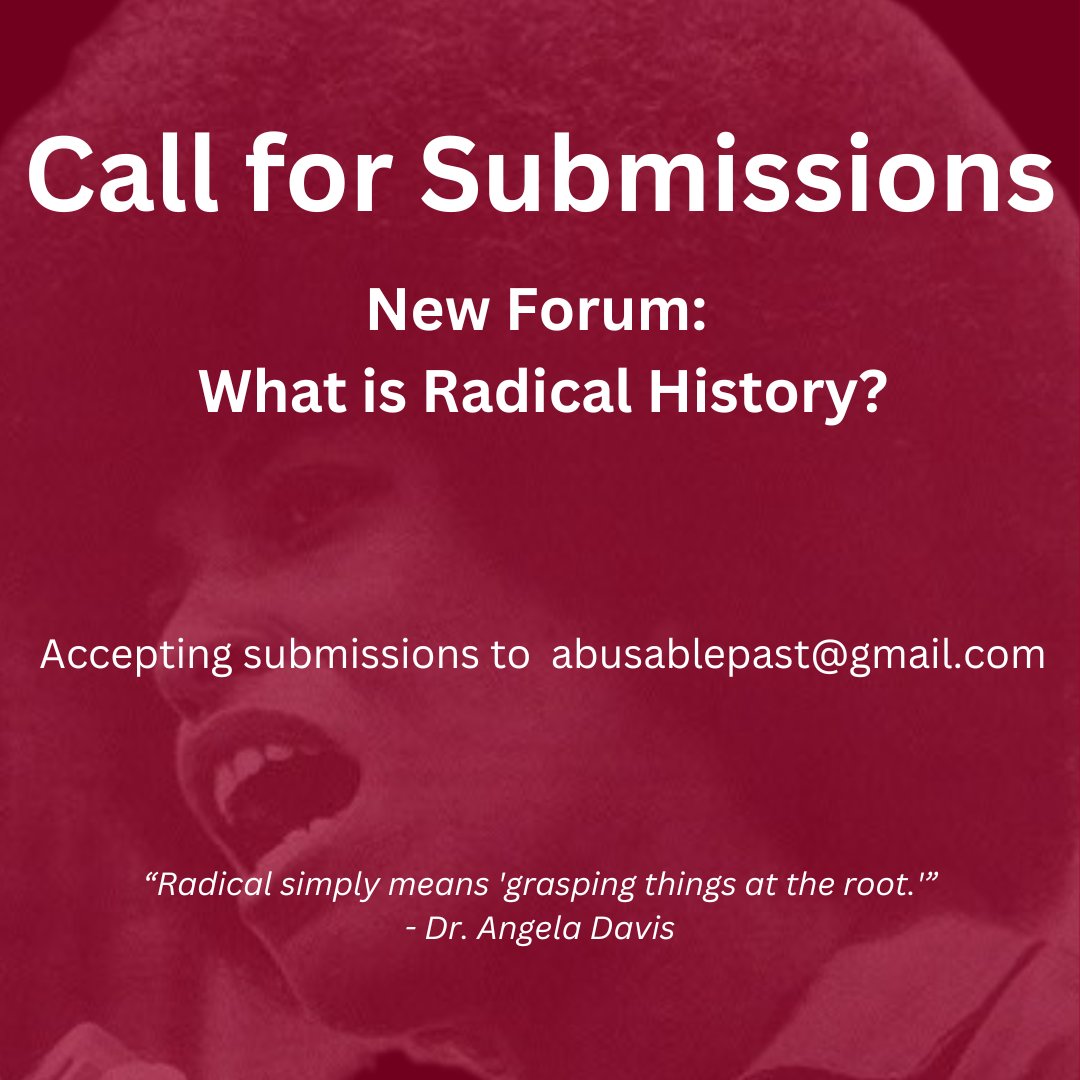 Call for Submissions
New Forum:
What is Radical History?
Accepting submissions to  abusablepast@gmail.com
“Radical simply means 'grasping things at the root.'”
- Dr. Angela Davis